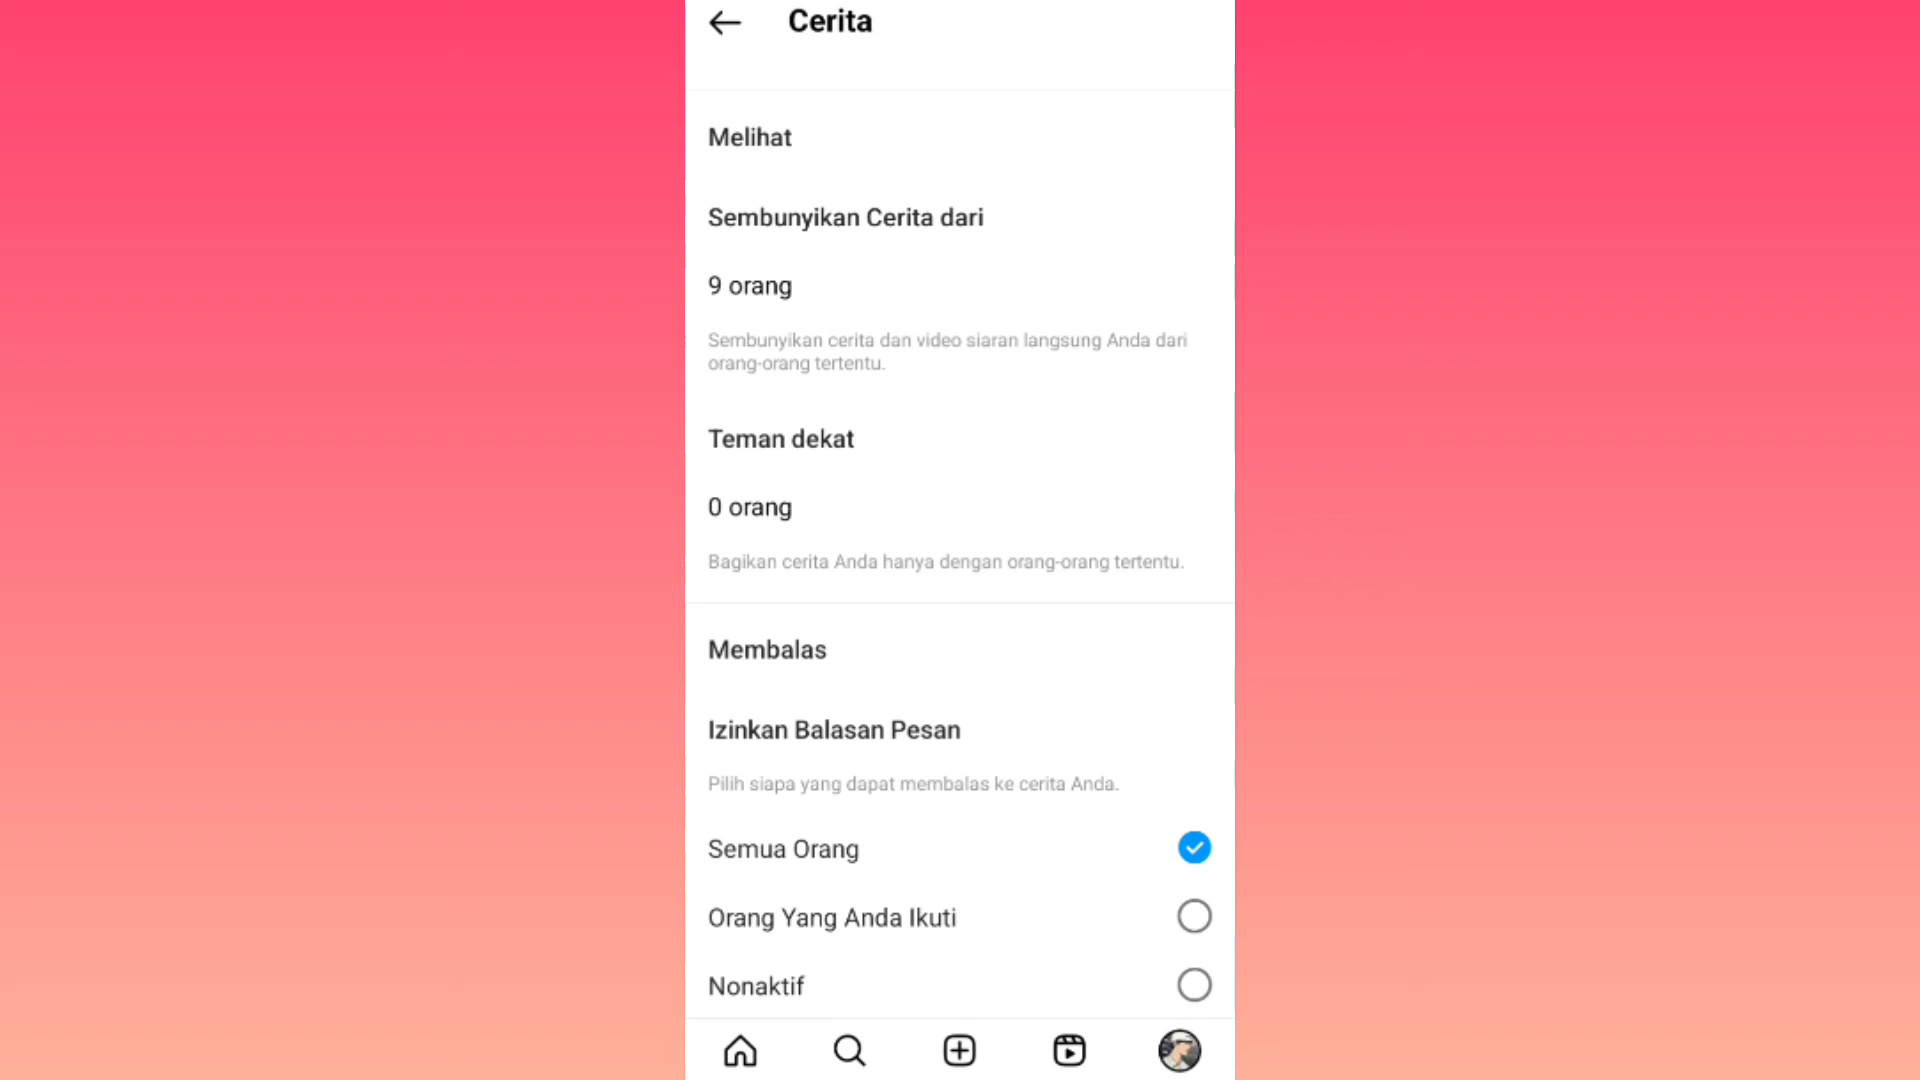 Cerita
Melihat
Sembunyikan Cerita dari
9 orang
Sembunyikan cerita dan video siaran langsung Anda dari
orang-orang tertentu.
Teman dekat
0 orang
Bagikan cerita Anda hanya dengan orang-orang tertentu.
Membalas
Izinkan Balasan Pesan
Pilih siapa yang dapat membalas ke cerita Anda.
Semua Orang
Orang Yang Anda Ikuti
Nonaktif